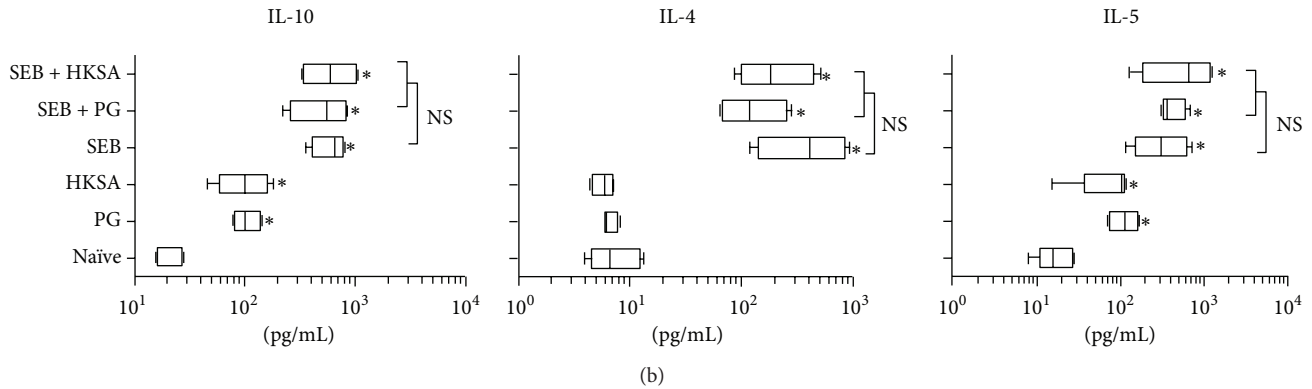 IL-10
IL-4
IL-5
SEB + HKSA
SEB + PG
SEB
HKSA
PG
Naïve
*
*
*
*
*
NS
*
*
*
NS
*
*
*
*
*
NS
10¹ 10² 10³ 10⁴
(pg/mL)
10⁰ 10¹ 10² 10³
(pg/mL)
10⁰ 10¹ 10² 10³ 10⁴
(pg/mL)
(b)